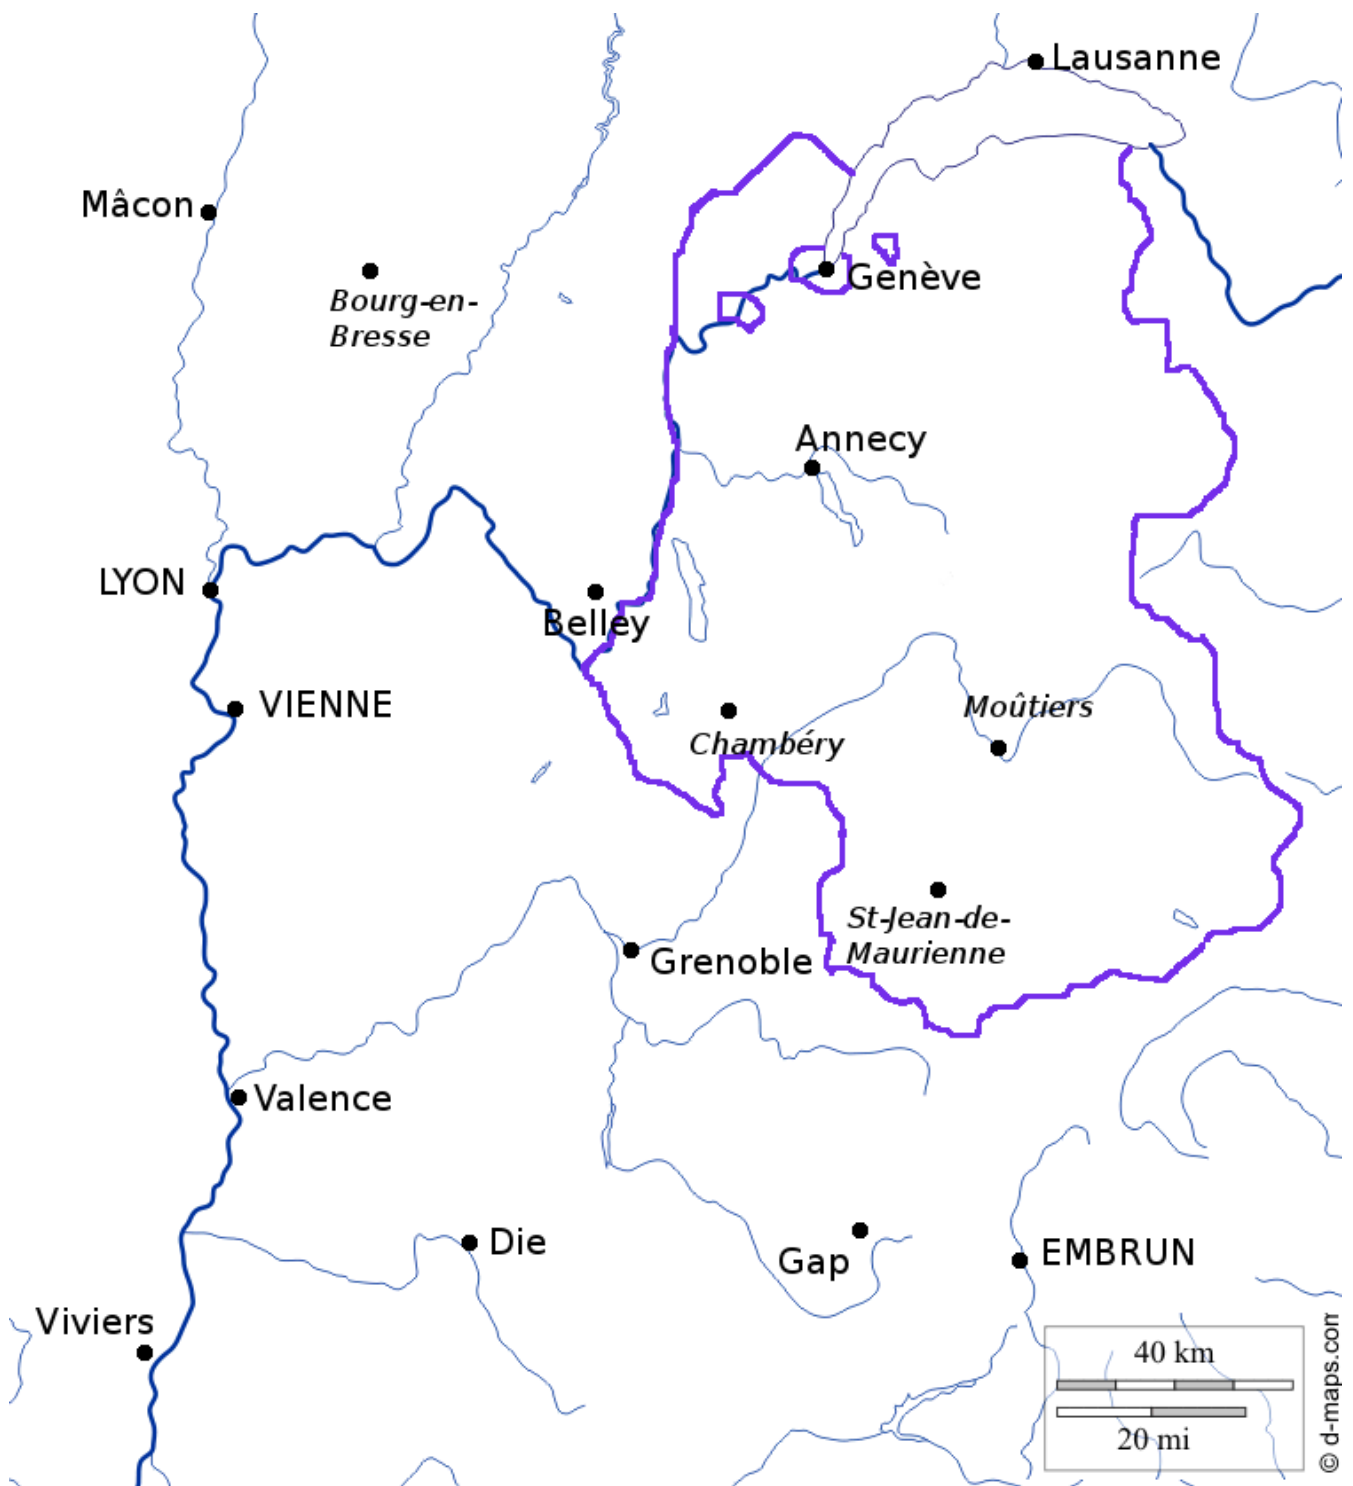 Lausanne
Mâcon
Genève
Bourg-en-
Bresse
Annecy
LYON
Belley
VIENNE
Moûtiers
Chambéry
St-Jean-de-
Maurienne
Grenoble
Valence
Die
Gap
EMBRUN
Viviers
40 km
20 mi
© d-maps.com